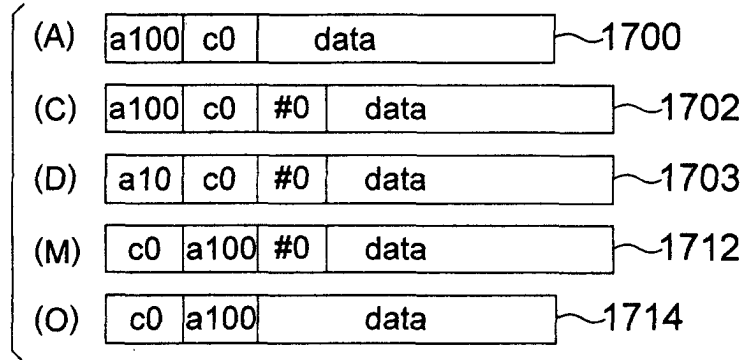 (A) a100 c0 data 1700
(C) a100 c0 #0 data 1702
(D) a10 c0 #0 data 1703
(M) c0 a100 #0 data 1712
(O) c0 a100 data 1714